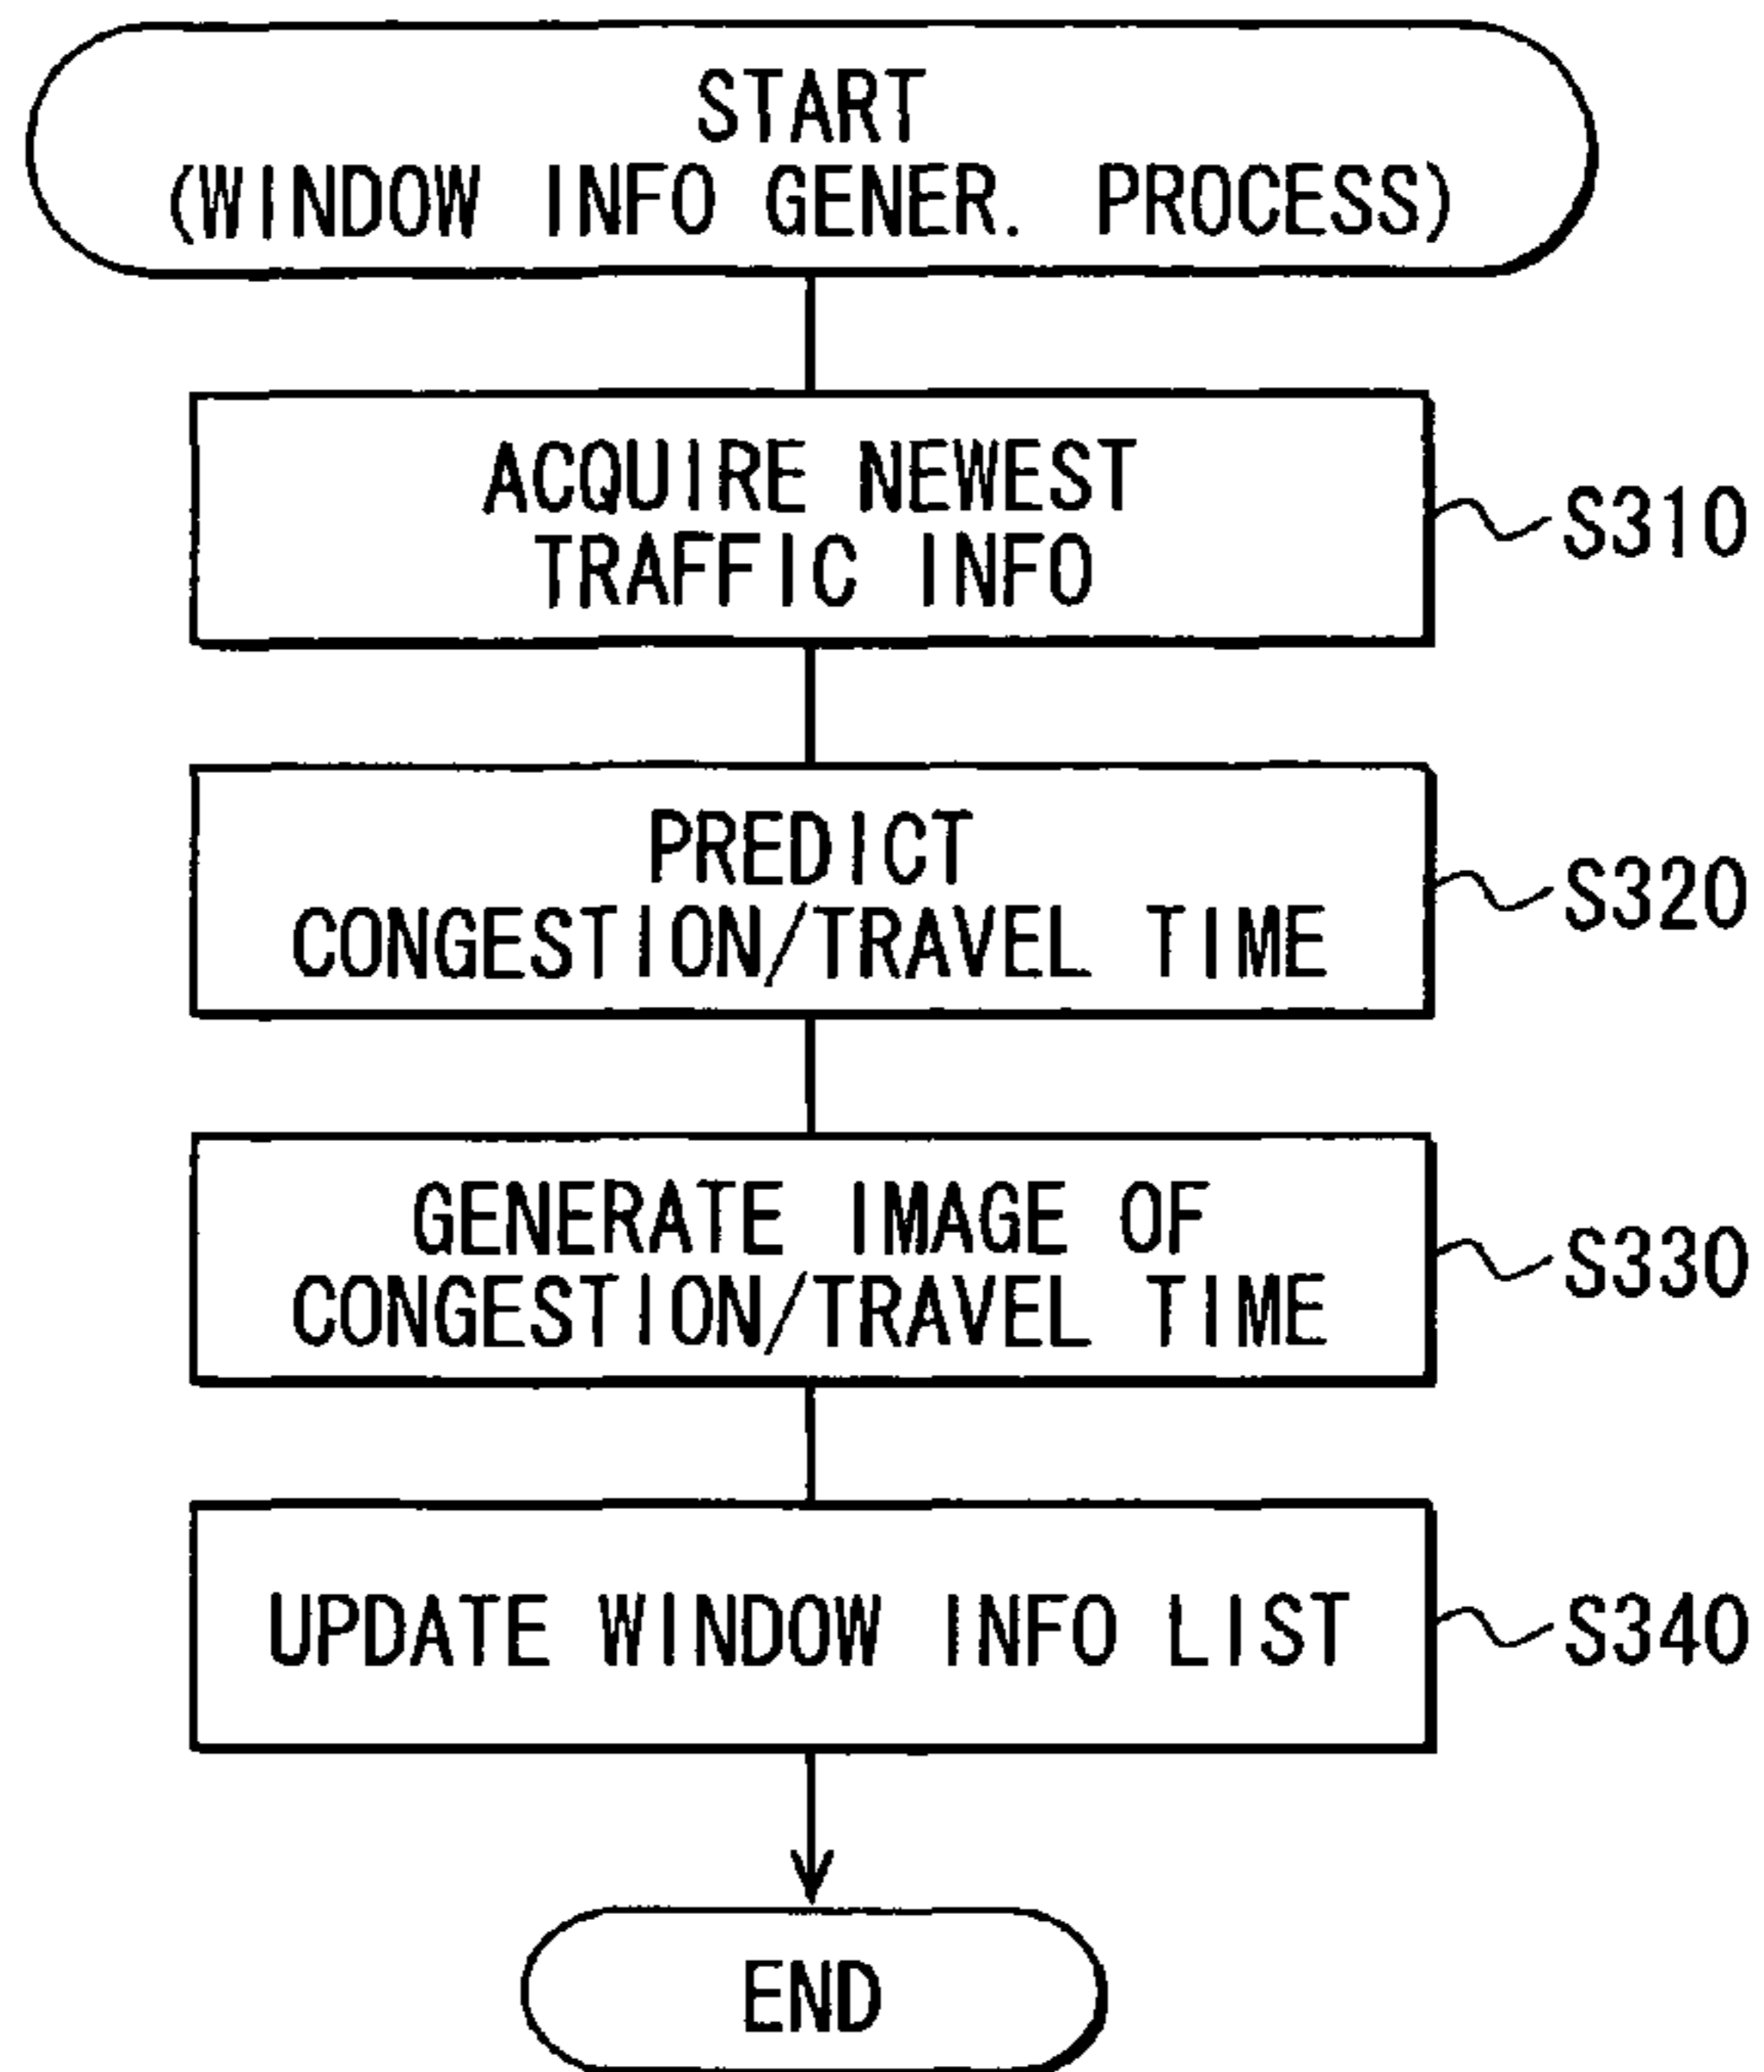 START
(WINDOW INFO GENER. PROCESS)
ACQUIRE NEWEST
TRAFFIC INFO
S310
PREDICT
CONGESTION/TRAVEL TIME
S320
GENERATE IMAGE OF
CONGESTION/TRAVEL TIME
S330
UPDATE WINDOW INFO LIST
S340
END